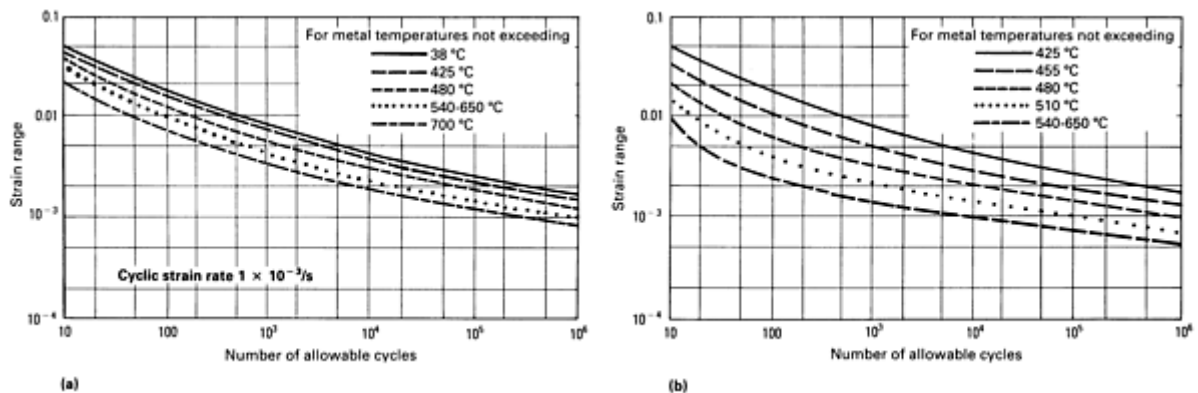 0.1
0.01
10⁻³
10⁻⁴
Strain range
For metal temperatures not exceeding
38 °C
425 °C
480 °C
540-650 °C
700 °C
Cyclic strain rate 1 × 10⁻³/s
10 100 10³ 10⁴ 10⁵ 10⁶
Number of allowable cycles
(a)
0.1
0.01
10⁻³
10⁻⁴
Strain range
For metal temperatures not exceeding
425 °C
455 °C
480 °C
510 °C
540-650 °C
10 100 10³ 10⁴ 10⁵ 10⁶
Number of allowable cycles
(b)